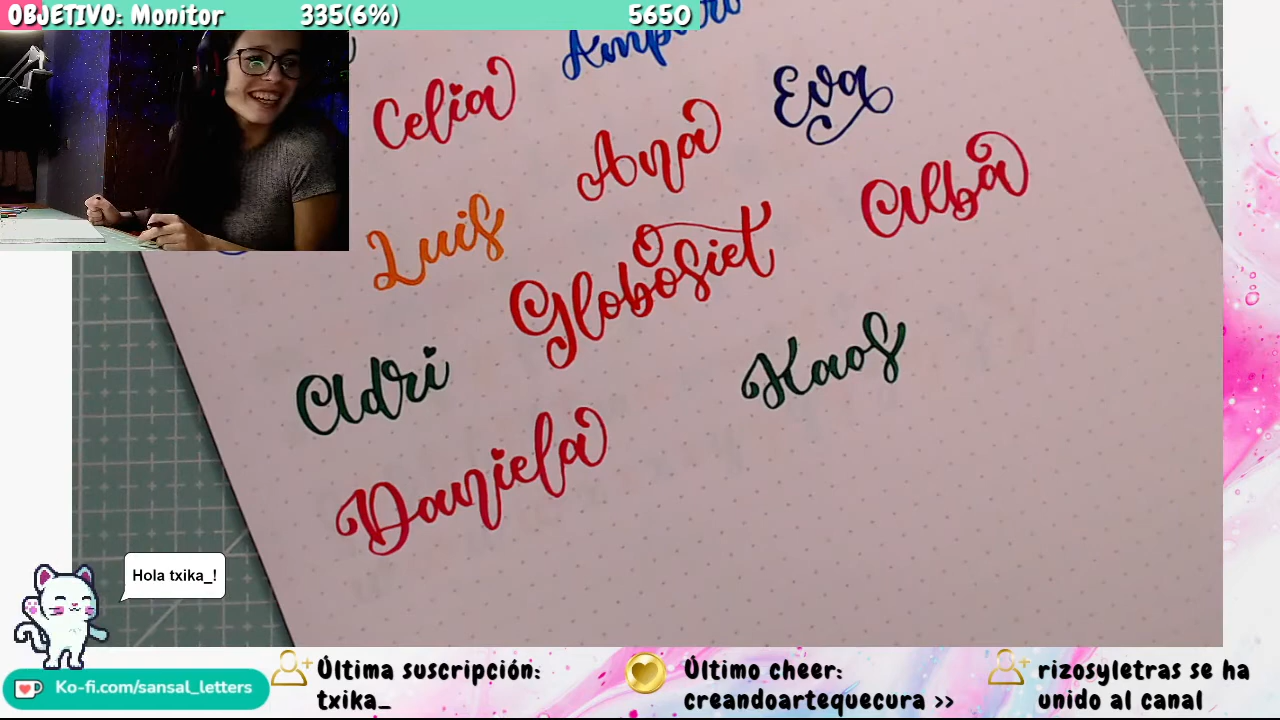 OBJETIVO: Monitor 335(6%) 5650
Amparo
Celia
Eva
Ana
Alba
Luis
Globosiet
Adri
Kaos
Daniela
Hola txika_!
Ko-fi.com/sansal_letters
Última suscripción:
txika_
Último cheer:
creandoartequecura >>
rizosyletras se ha
unido al canal